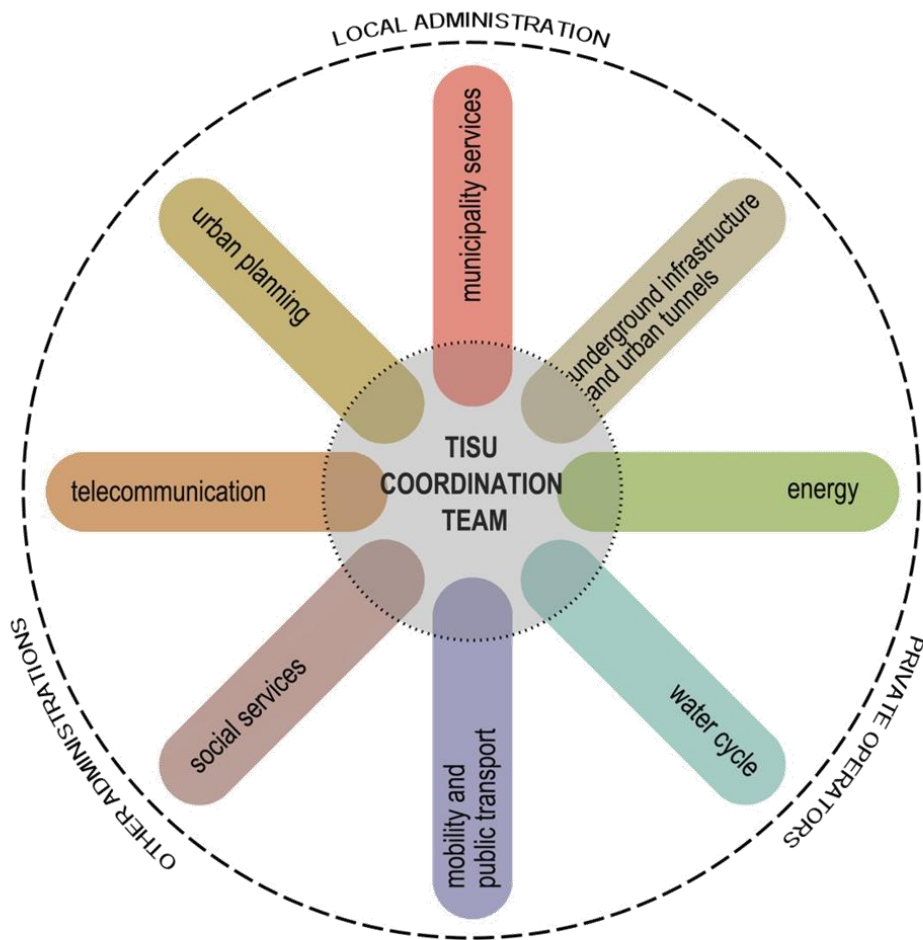 LOCAL ADMINISTRATION
municipality services
urban planning
underground infrastructure
and urban tunnels
TISU
COORDINATION
TEAM
telecommunication
energy
social services
water cycle
mobility and
public transport
OTHER ADMINISTRATIONS
PRIVATE OPERATORS